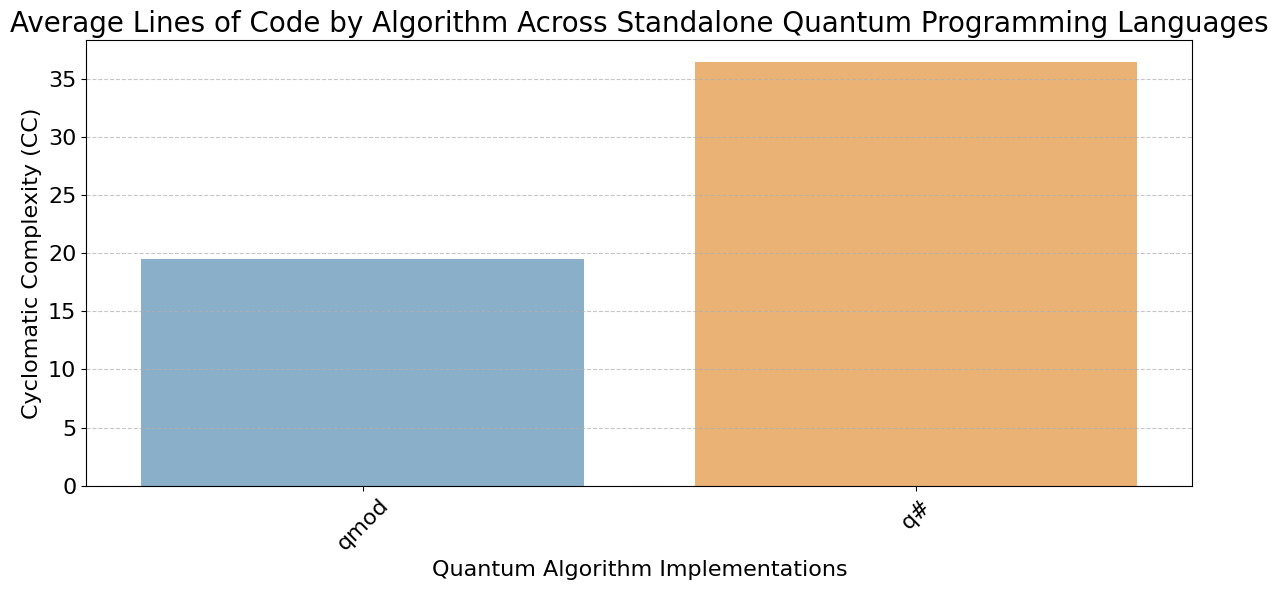 Average Lines of Code by Algorithm Across Standalone Quantum Programming Languages
Cyclomatic Complexity (CC)
35
30
25
20
15
10
5
0
qmod
q#
Quantum Algorithm Implementations